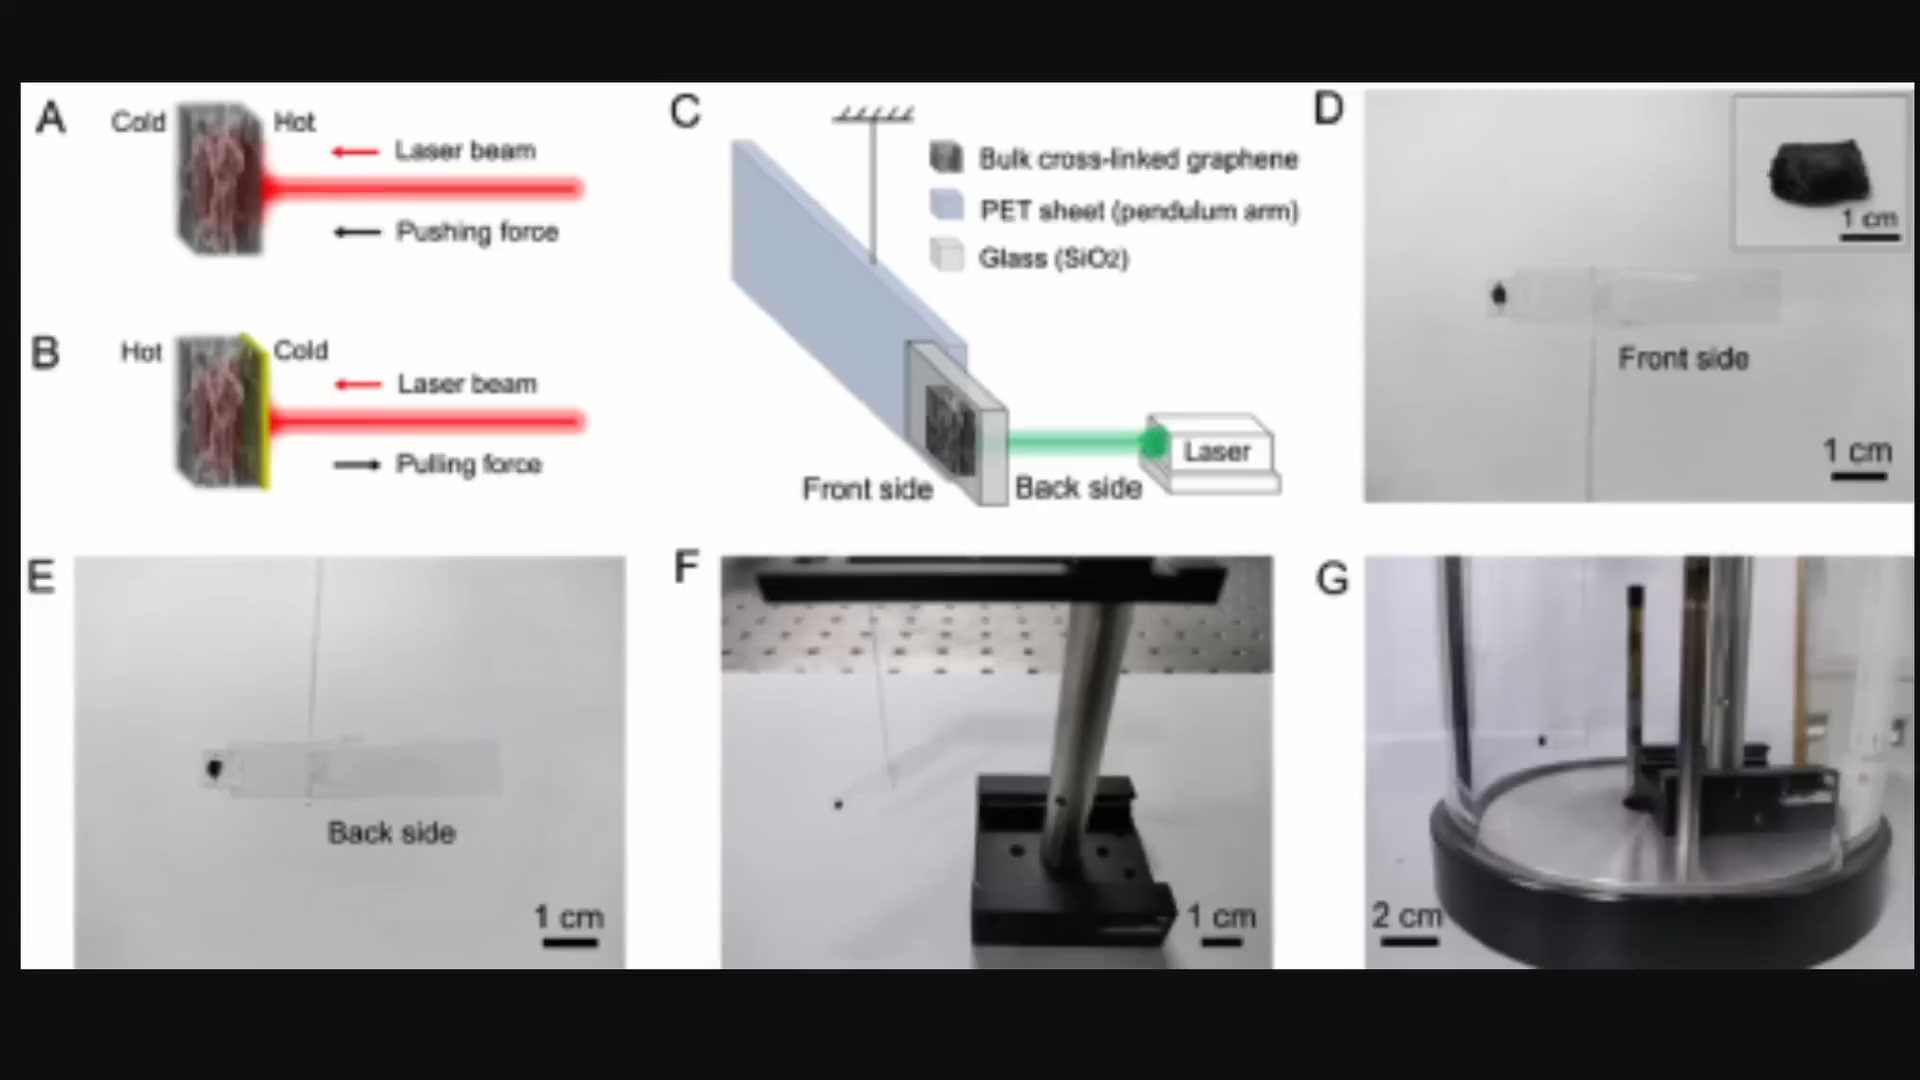 A
Cold
Hot
Laser beam
Pushing force
B
Hot
Cold
Laser beam
Pulling force
C
Bulk cross-linked graphene
PET sheet (pendulum arm)
Glass (SiO2)
Laser
Front side
Back side
D
1 cm
Front side
1 cm
E
Back side
1 cm
F
1 cm
G
2 cm